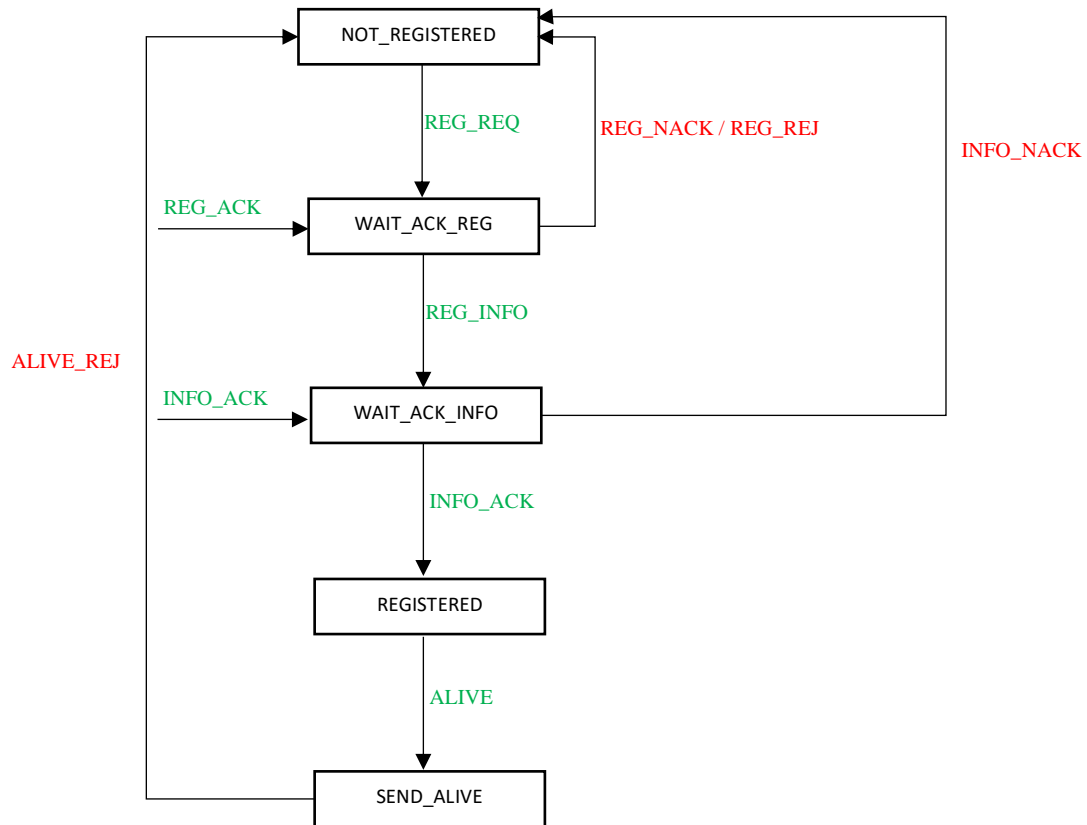 NOT_REGISTERED
REG_REQ
REG_NACK / REG_REJ
INFO_NACK
REG_ACK
WAIT_ACK_REG
REG_INFO
ALIVE_REJ
INFO_ACK
WAIT_ACK_INFO
INFO_ACK
REGISTERED
ALIVE
SEND_ALIVE